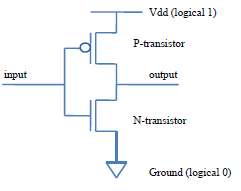 Vdd (logical 1)
P-transistor
input
output
N-transistor
Ground (logical 0)